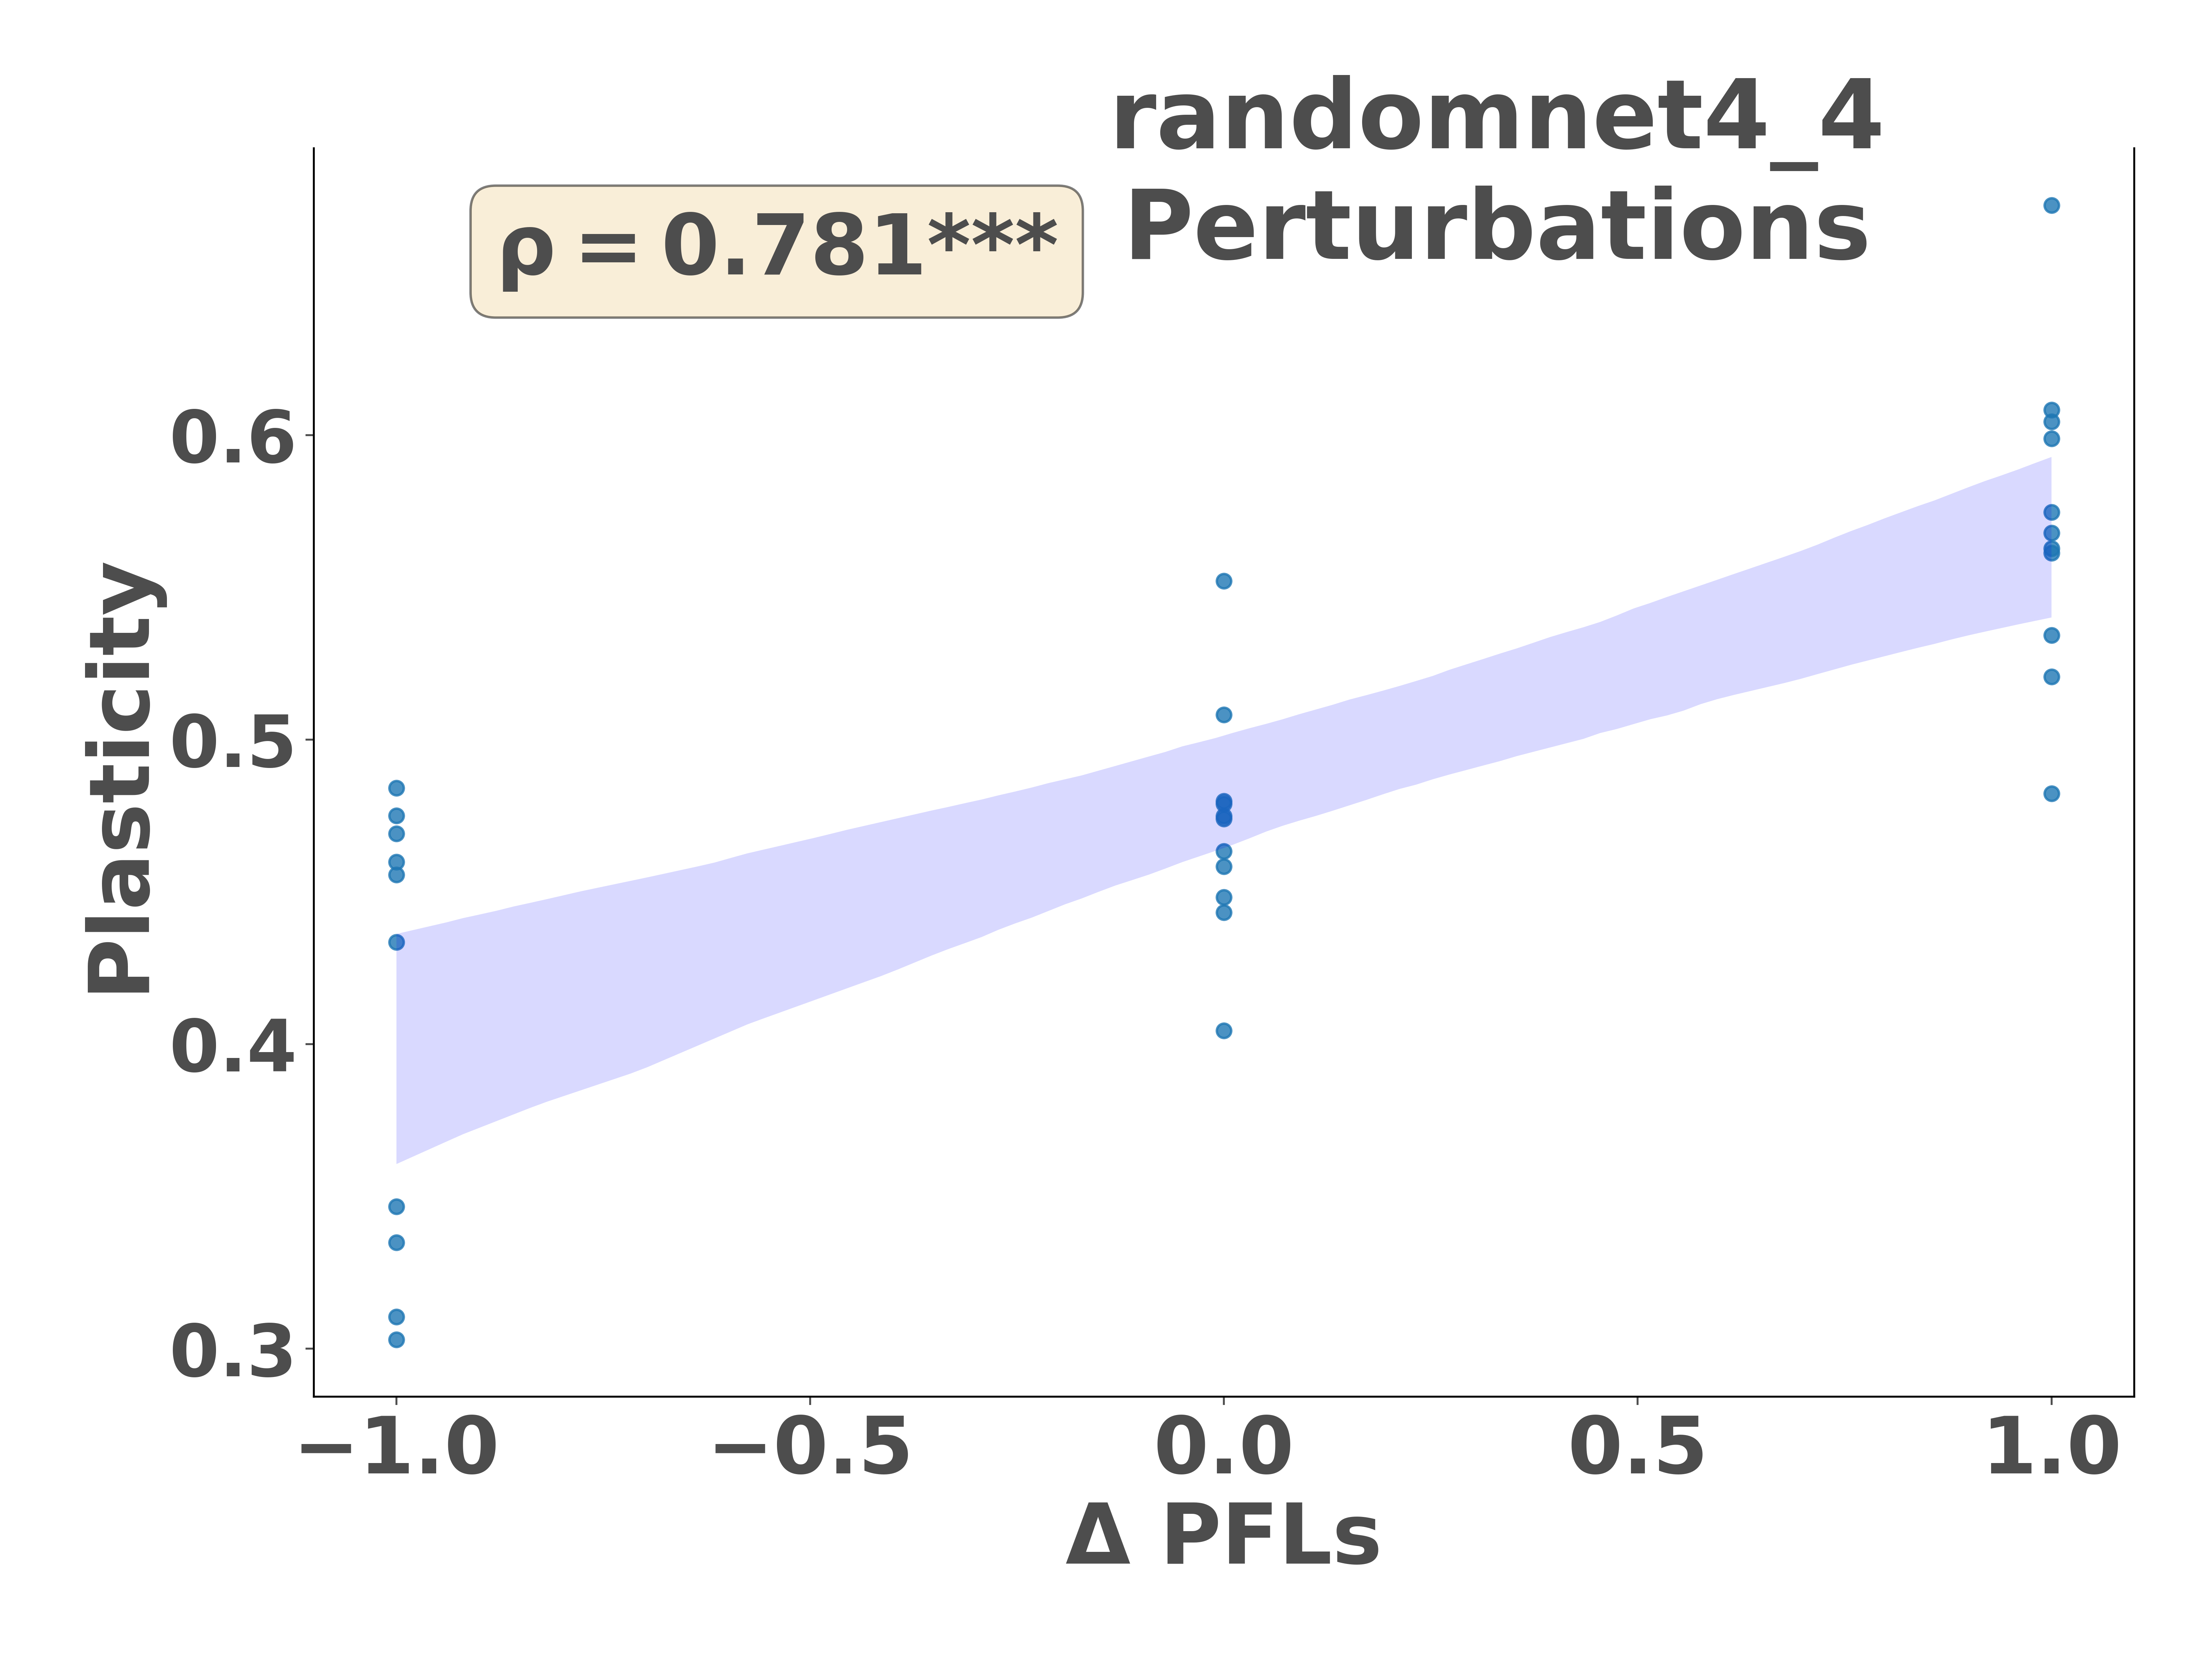 randomnet4_4
Perturbations
ρ = 0.781***
Plasticity
0.6
0.5
0.4
0.3
−1.0 −0.5 0.0 0.5 1.0
Δ PFLs